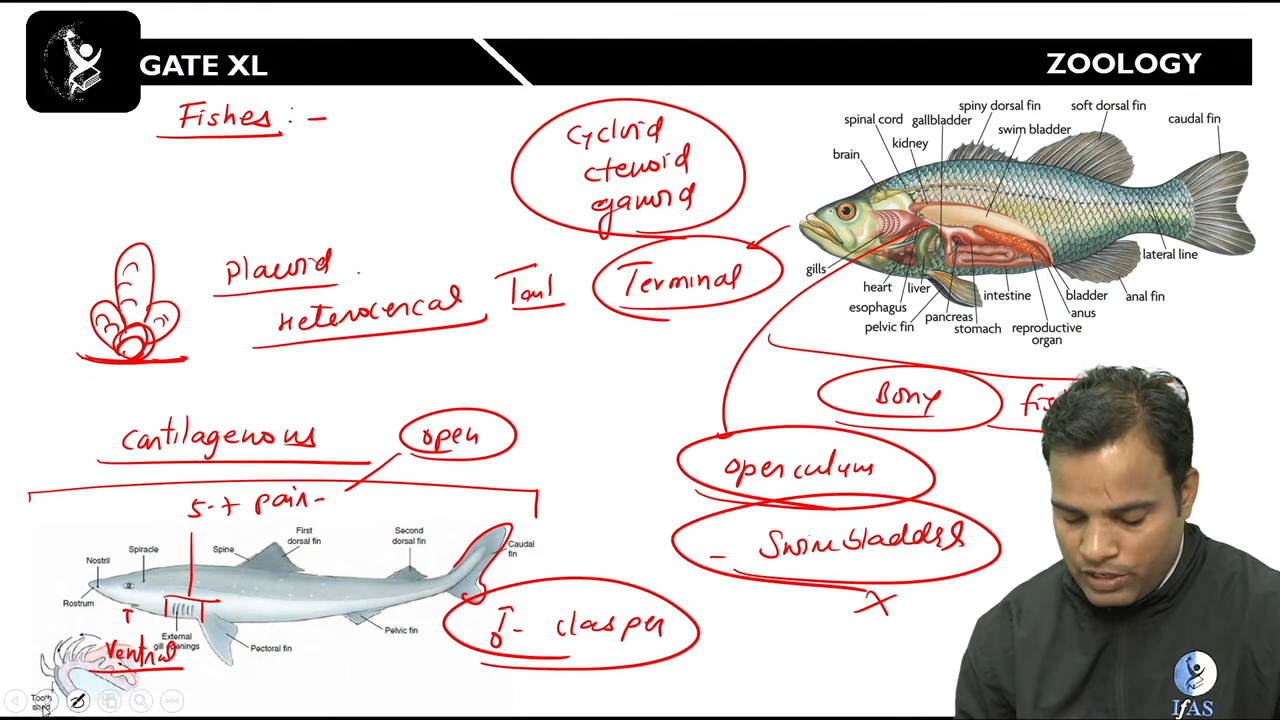 GATE XL
ZOOLOGY
Fishes :-
cycloid
ctenoid
ganoid
Placoid
Heterocercal Tail
Terminal
spiny dorsal fin
soft dorsal fin
spinal cord
gallbladder
swim bladder
caudal fin
kidney
brain
gills
lateral line
heart
liver
esophagus
pelvic fin
pancreas
stomach
intestine
reproductive
organ
bladder
anus
anal fin
Bony
cartilagenous
open
5-7 pair-
operculum
- Swimbladder
X
Nostril
Spiracle
Spine
First
dorsal fin
Second
dorsal fin
Caudal
fin
Rostrum
External
gill openings
Pectoral fin
Pelvic fin
ventral
clasper
Tooth
shed
IfAS